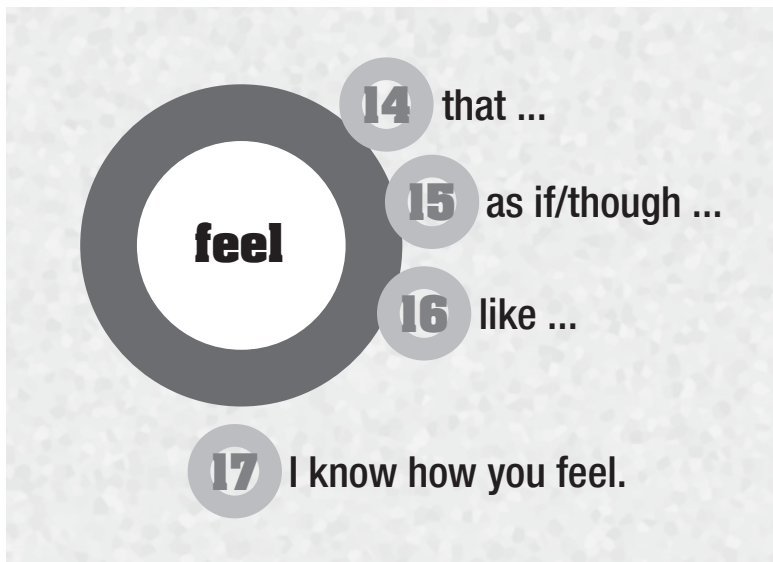 14 that ...
15 as if/though ...
feel
16 like ...
17 I know how you feel.